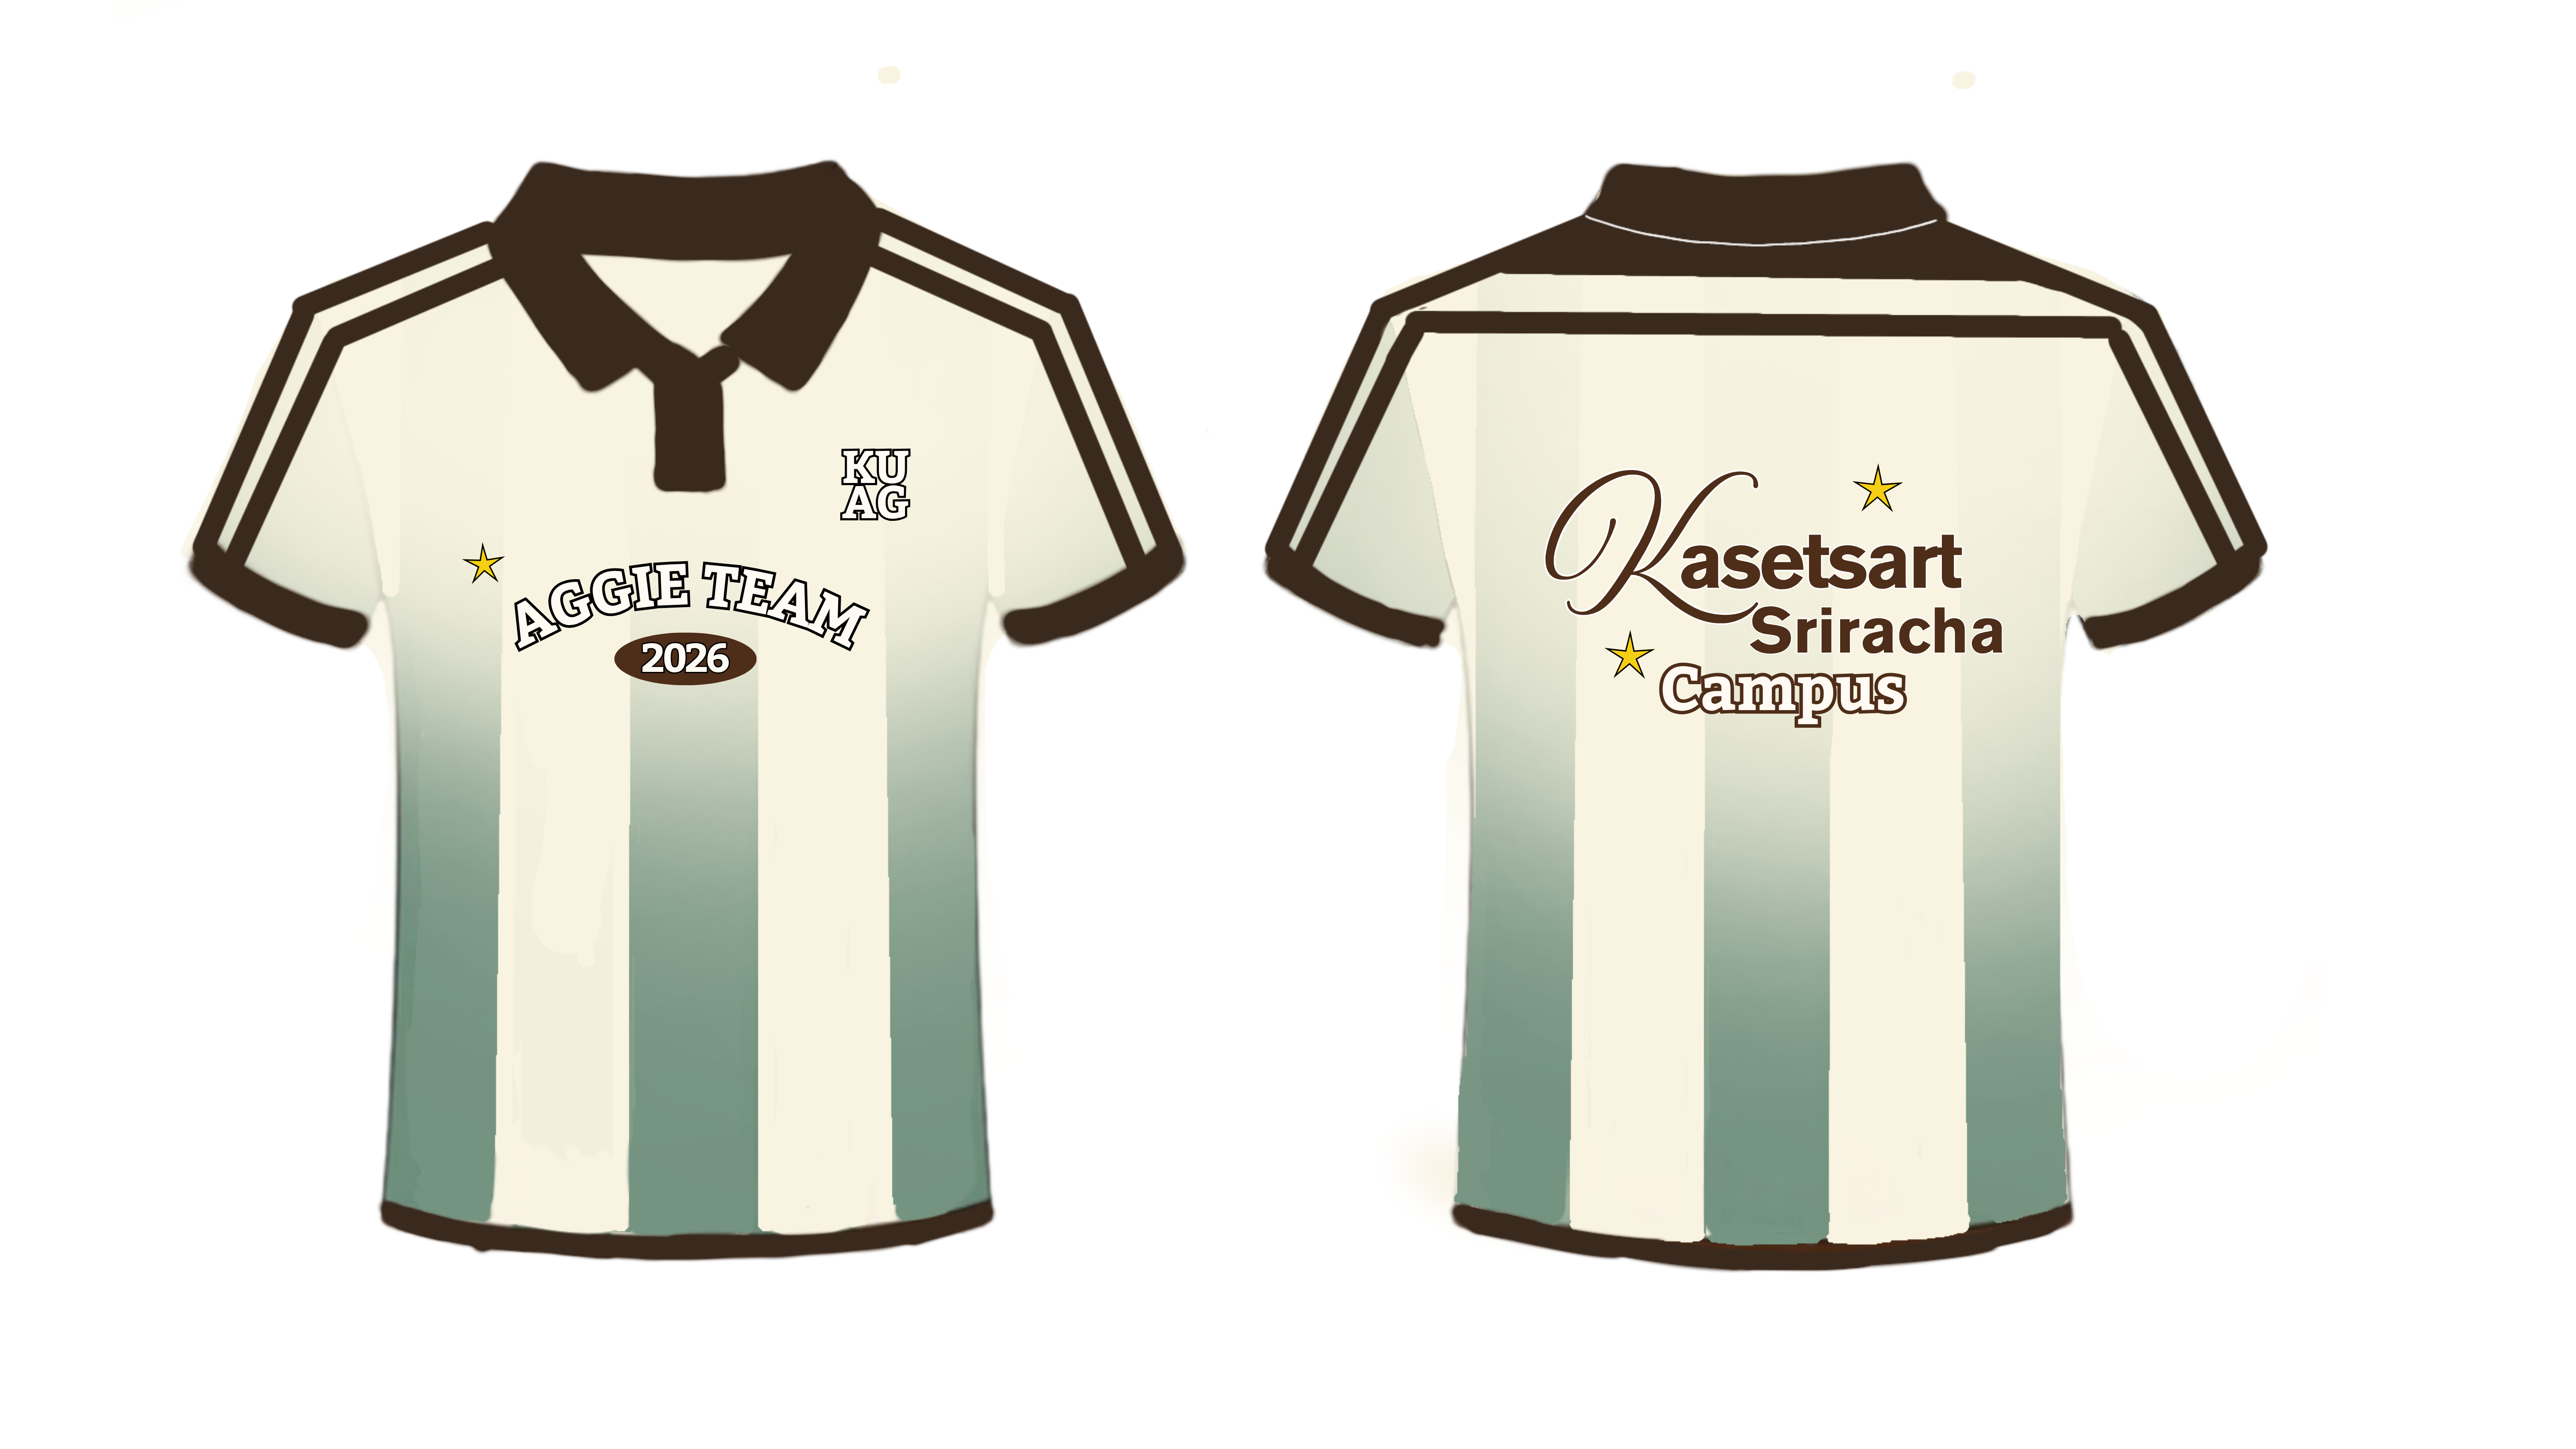 KU
AG
AGGIE TEAM
2026
Kasetsart
Sriracha
Campus